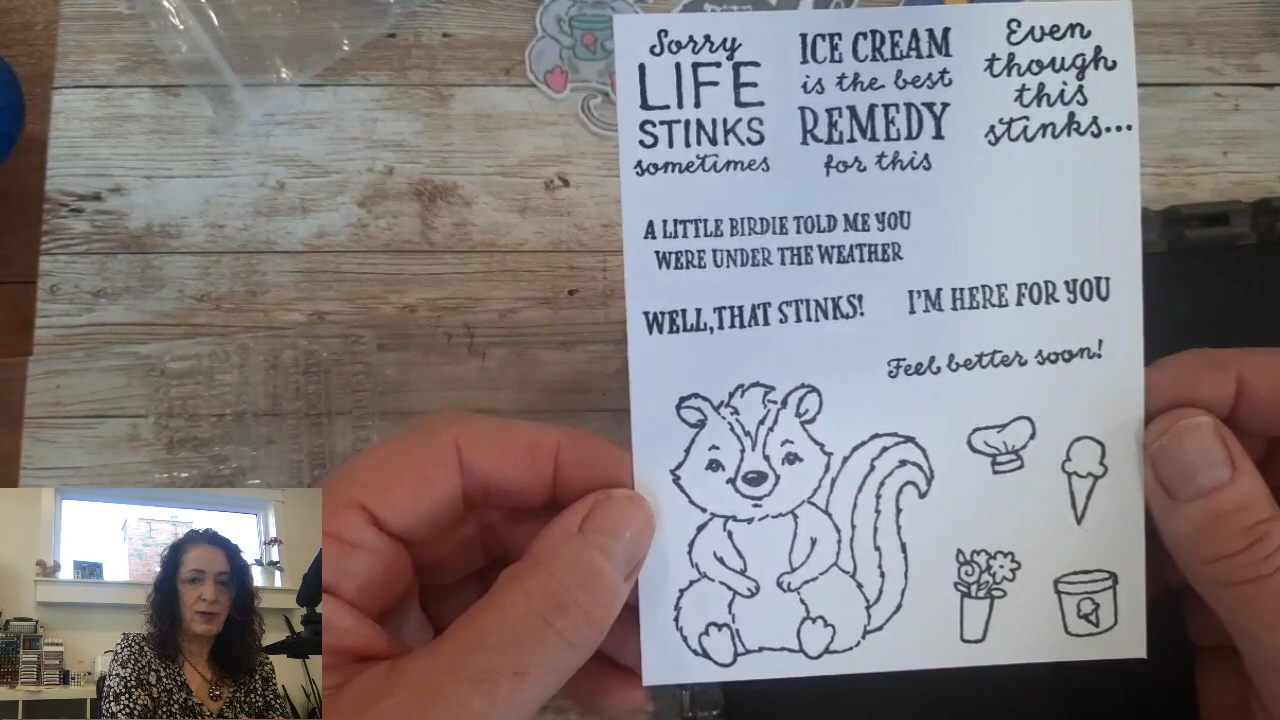 Sorry
LIFE
STINKS
sometimes
ICE CREAM
is the best
REMEDY
for this
Even
though
this
stinks...
A LITTLE BIRDIE TOLD ME YOU
WERE UNDER THE WEATHER
WELL, THAT STINKS!
I'M HERE FOR YOU
Feel better soon!